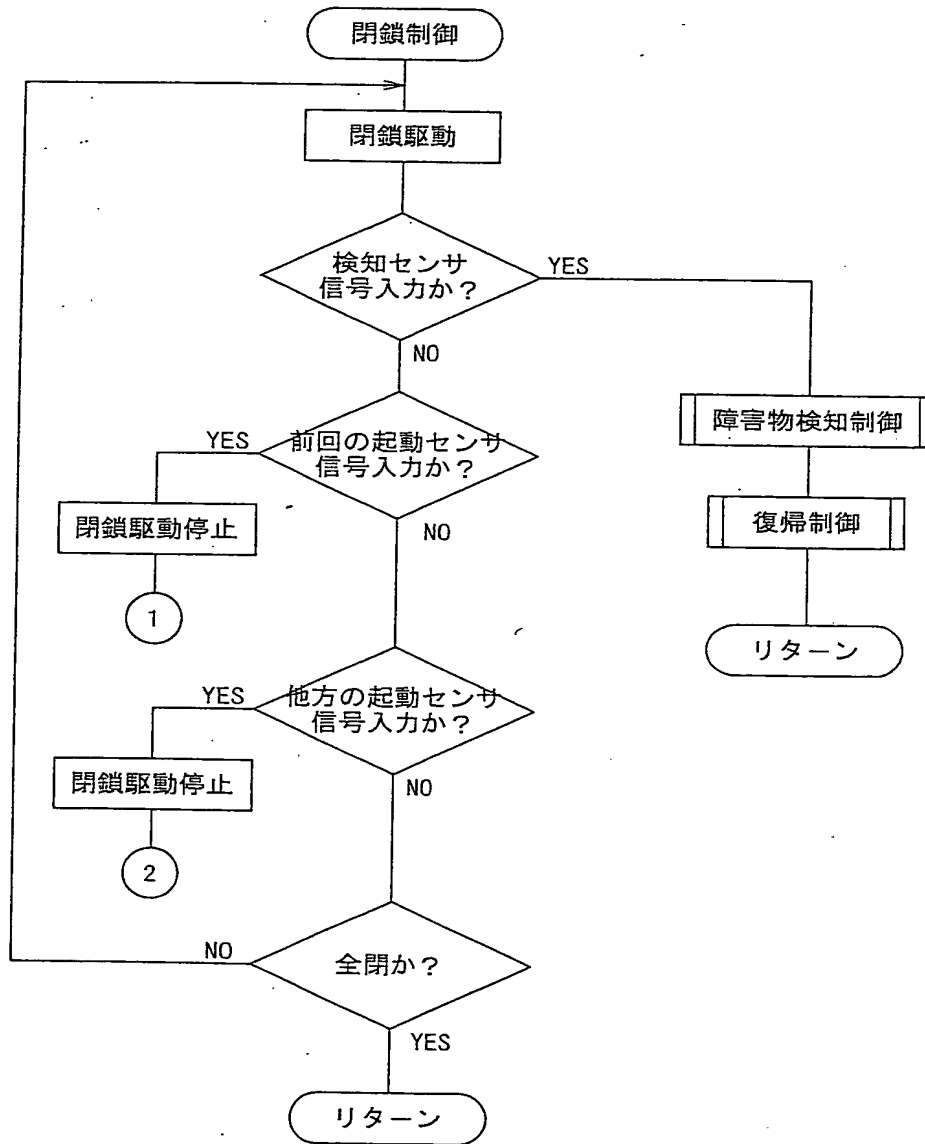 閉鎖制御
閉鎖駆動
検知センサ
信号入力か？
YES
NO
障害物検知制御
復帰制御
リターン
前回の起動センサ
信号入力か？
YES
閉鎖駆動停止
1
NO
他方の起動センサ
信号入力か？
YES
閉鎖駆動停止
2
NO
全閉か？
NO
YES
リターン